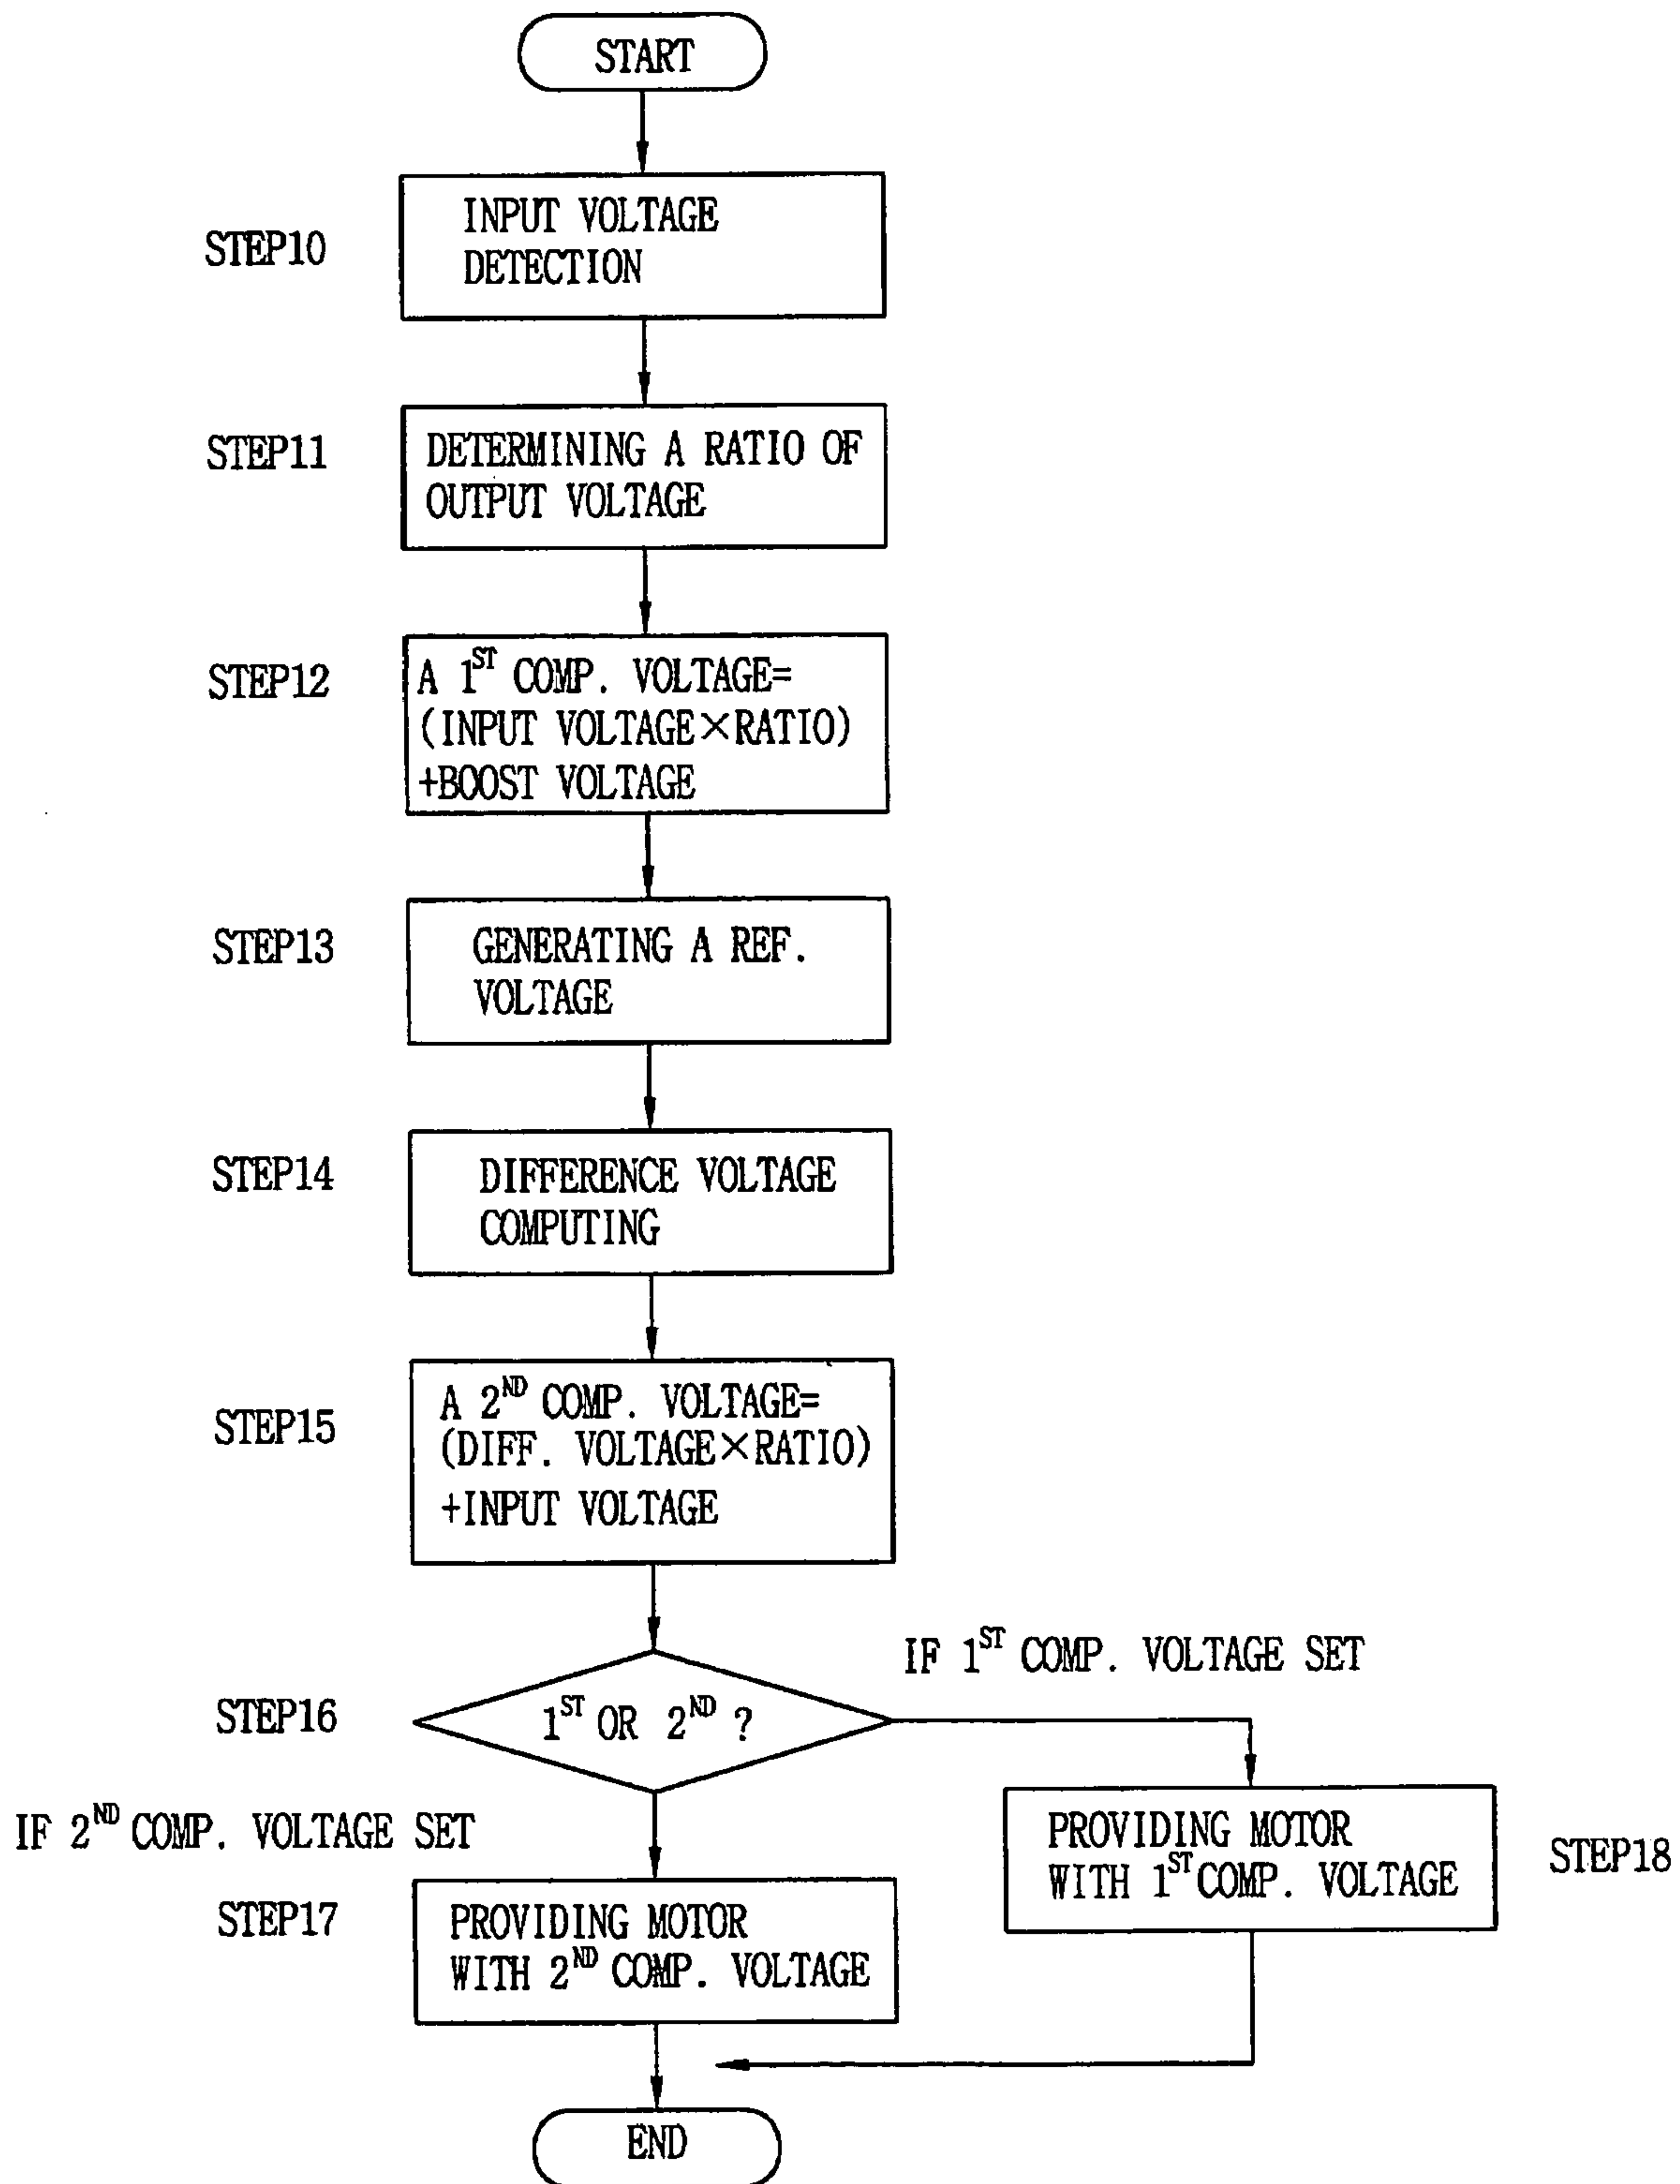 START
STEP10
INPUT VOLTAGE
DETECTION
STEP11
DETERMINING A RATIO OF
OUTPUT VOLTAGE
STEP12
A 1ST COMP. VOLTAGE=
(INPUT VOLTAGE×RATIO)
+BOOST VOLTAGE
STEP13
GENERATING A REF.
VOLTAGE
STEP14
DIFFERENCE VOLTAGE
COMPUTING
STEP15
A 2ND COMP. VOLTAGE=
(DIFF. VOLTAGE×RATIO)
+INPUT VOLTAGE
IF 1ST COMP. VOLTAGE SET
STEP16
1ST OR 2ND ?
IF 2ND COMP. VOLTAGE SET
PROVIDING MOTOR
WITH 1ST COMP. VOLTAGE
STEP18
STEP17
PROVIDING MOTOR
WITH 2ND COMP. VOLTAGE
END